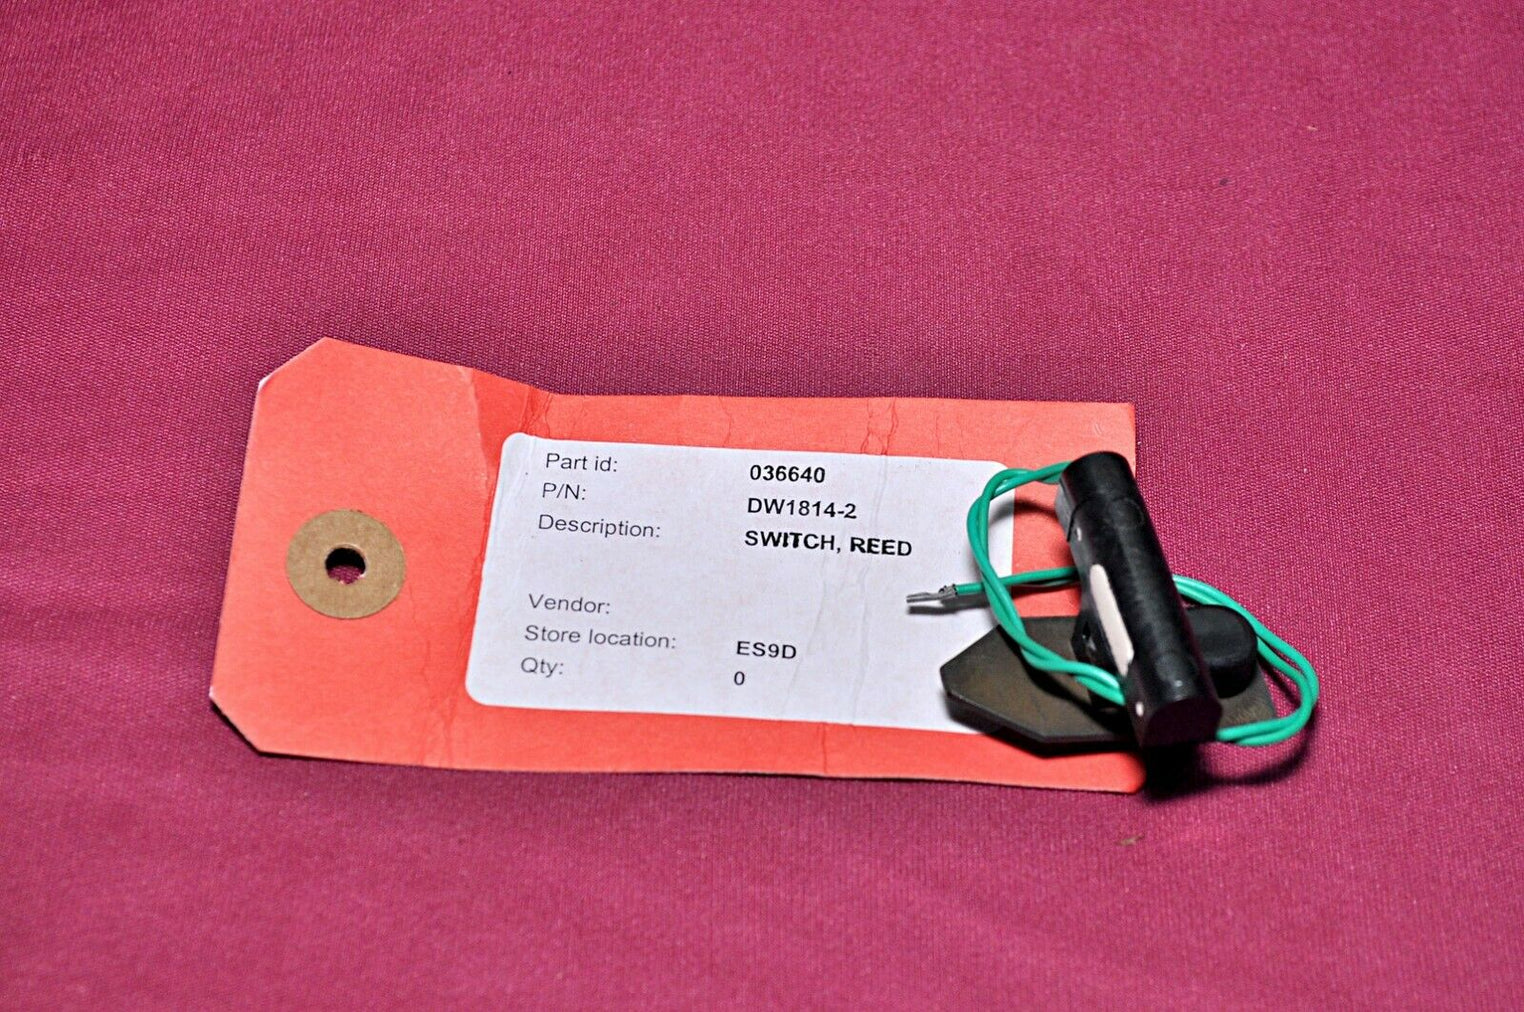 Part id: 036640
P/N: DW1814-2
Description: SWITCH, REED
Vendor:
Store location: ES9D
Qty: 0